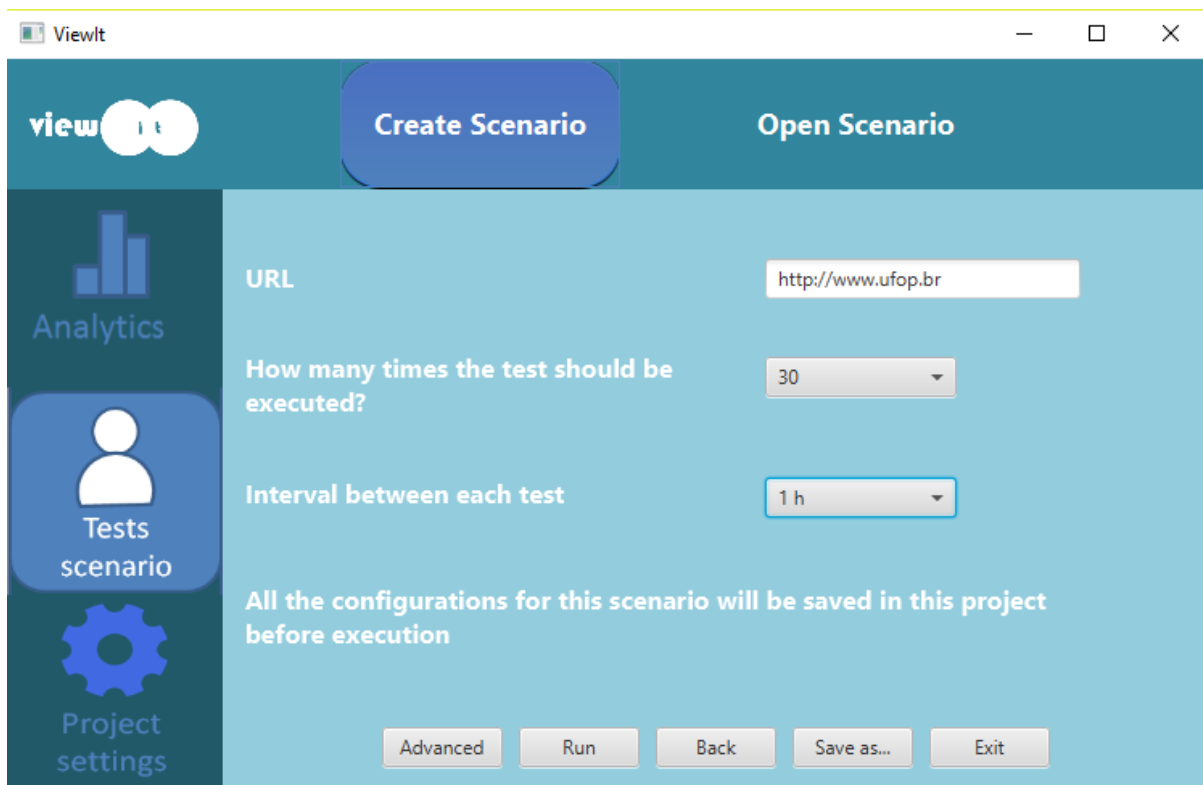 ViewIt
view it
Create Scenario
Open Scenario
Analytics
Tests
scenario
Project
settings
URL
http://www.ufop.br
How many times the test should be
executed?
30
Interval between each test
1 h
All the configurations for this scenario will be saved in this project
before execution
Advanced
Run
Back
Save as...
Exit